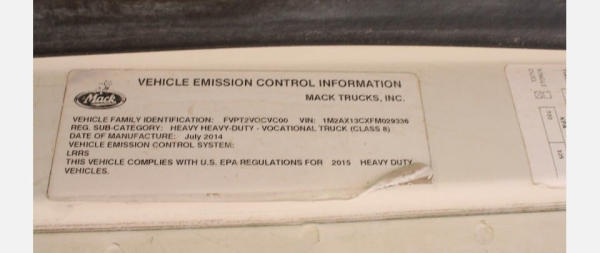 VEHICLE EMISSION CONTROL INFORMATION
Mack
MACK TRUCKS, INC.
VEHICLE FAMILY IDENTIFICATION: FVPT2VOCVC00 VIN: 1M2AX13CXFM029336
REG. SUB-CATEGORY: HEAVY HEAVY-DUTY - VOCATIONAL TRUCK (CLASS 8)
DATE OF MANUFACTURE: July 2014
VEHICLE EMISSION CONTROL SYSTEM:
LRRS
THIS VEHICLE COMPLIES WITH U.S. EPA REGULATIONS FOR 2015 HEAVY DUTY
VEHICLES.